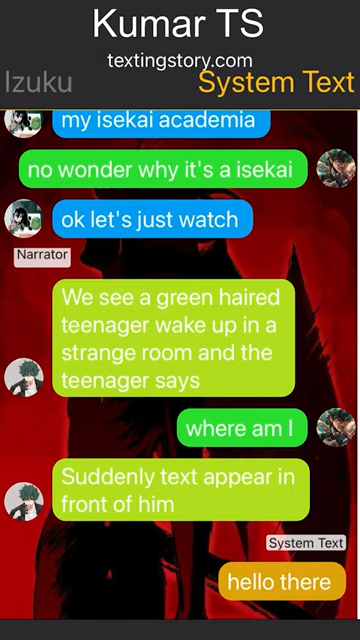 Kumar TS
textingstory.com
Izuku
System Text
my isekai academia
no wonder why it's a isekai
ok let's just watch
Narrator
We see a green haired
teenager wake up in a
strange room and the
teenager says
where am I
Suddenly text appear in
front of him
System Text
hello there